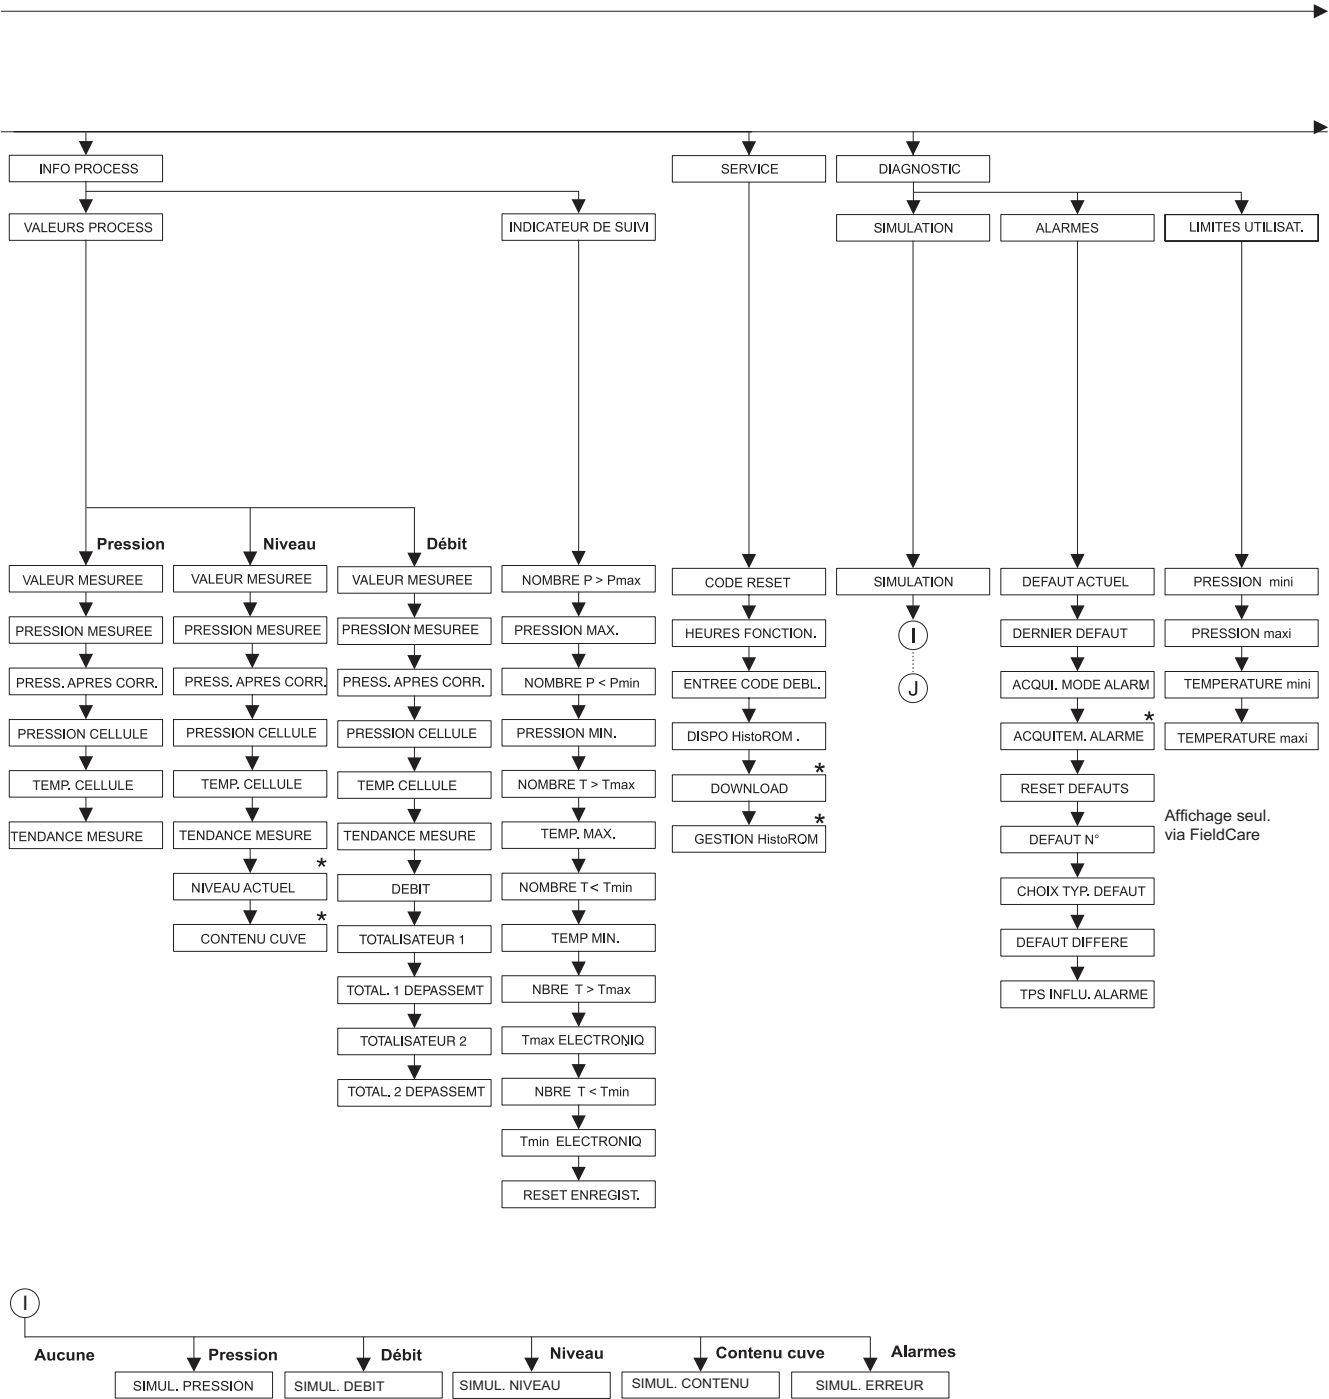 INFO PROCESS
SERVICE
DIAGNOSTIC
VALEURS PROCESS
INDICATEUR DE SUIVI
SIMULATION
ALARMES
LIMITES UTILISAT.
Pression
VALEUR MESUREE
PRESSION MESUREE
PRESS. APRES CORR.
PRESSION CELLULE
TEMP. CELLULE
TENDANCE MESURE
Niveau
VALEUR MESUREE
PRESSION MESUREE
PRESS. APRES CORR.
PRESSION CELLULE
TEMP. CELLULE
TENDANCE MESURE
*
NIVEAU ACTUEL
*
CONTENU CUVE
Débit
VALEUR MESUREE
PRESSION MESUREE
PRESS. APRES CORR.
PRESSION CELLULE
TEMP. CELLULE
TENDANCE MESURE
DEBIT
TOTALISATEUR 1
TOTAL. 1 DEPASSEMT
TOTALISATEUR 2
TOTAL. 2 DEPASSEMT
NOMBRE P > Pmax
PRESSION MAX.
NOMBRE P < Pmin
PRESSION MIN.
NOMBRE T > Tmax
TEMP. MAX.
NOMBRE T < Tmin
TEMP MIN.
NBRE T > Tmax
Tmax ELECTRONIQ
NBRE T < Tmin
Tmin ELECTRONIQ
RESET ENREGIST.
CODE RESET
HEURES FONCTION.
ENTREE CODE DEBL.
DISPO HistoROM .
*
DOWNLOAD
*
GESTION HistoROM
SIMULATION
I
J
DEFAUT ACTUEL
DERNIER DEFAUT
ACQUI. MODE ALARM
*
ACQUITEM. ALARME
RESET DEFAUTS
DEFAUT N°
CHOIX TYP. DEFAUT
DEFAUT DIFFERE
TPS INFLU. ALARME
PRESSION mini
PRESSION maxi
TEMPERATURE mini
TEMPERATURE maxi
Affichage seul.
via FieldCare
I
Aucune
Pression
Débit
Niveau
Contenu cuve
Alarmes
SIMUL. PRESSION
SIMUL. DEBIT
SIMUL. NIVEAU
SIMUL. CONTENU
SIMUL. ERREUR